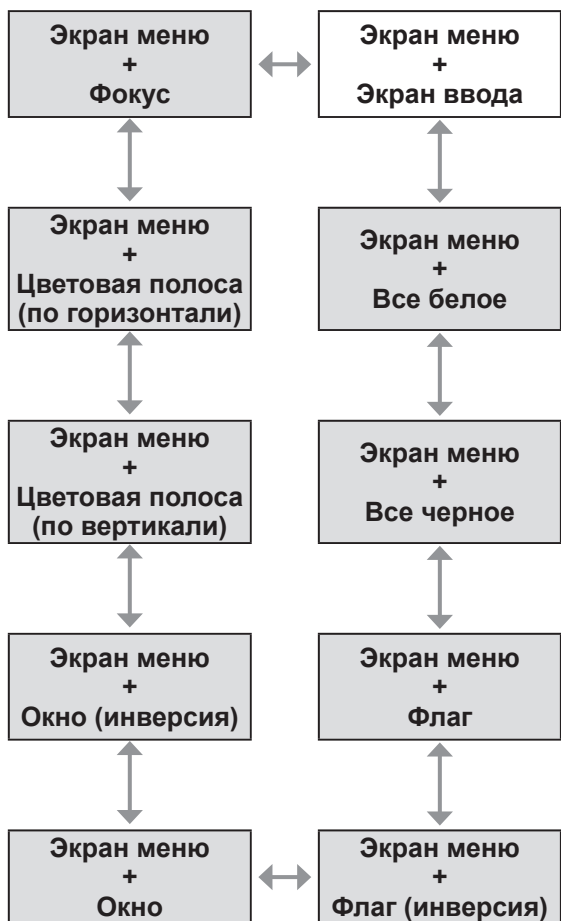 Экран меню
+
Фокус
Экран меню
+
Экран ввода
Экран меню
+
Цветовая полоса
(по горизонтали)
Экран меню
+
Все белое
Экран меню
+
Цветовая полоса
(по вертикали)
Экран меню
+
Все черное
Экран меню
+
Окно (инверсия)
Экран меню
+
Флаг
Экран меню
+
Окно
Экран меню
+
Флаг (инверсия)